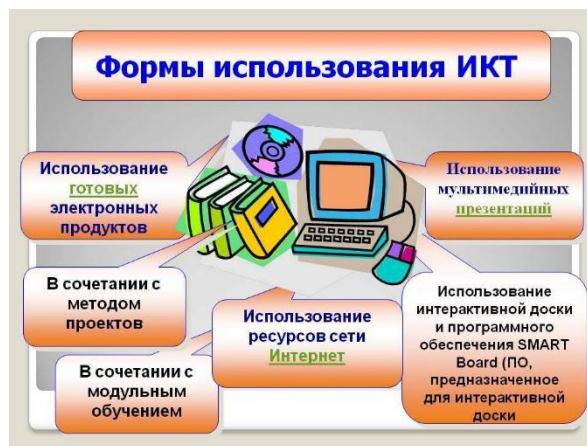 Формы использования ИКТ
Использование
готовых
электронных
продуктов
Использование
мультимедийных
презентаций
В сочетании с
методом
проектов
Использование
ресурсов сети
Интернет
В сочетании с
модульным
обучением
Использование
интерактивной доски
и программного
обеспечения SMART
Board (ПО,
предназначенное
для интерактивной
доски